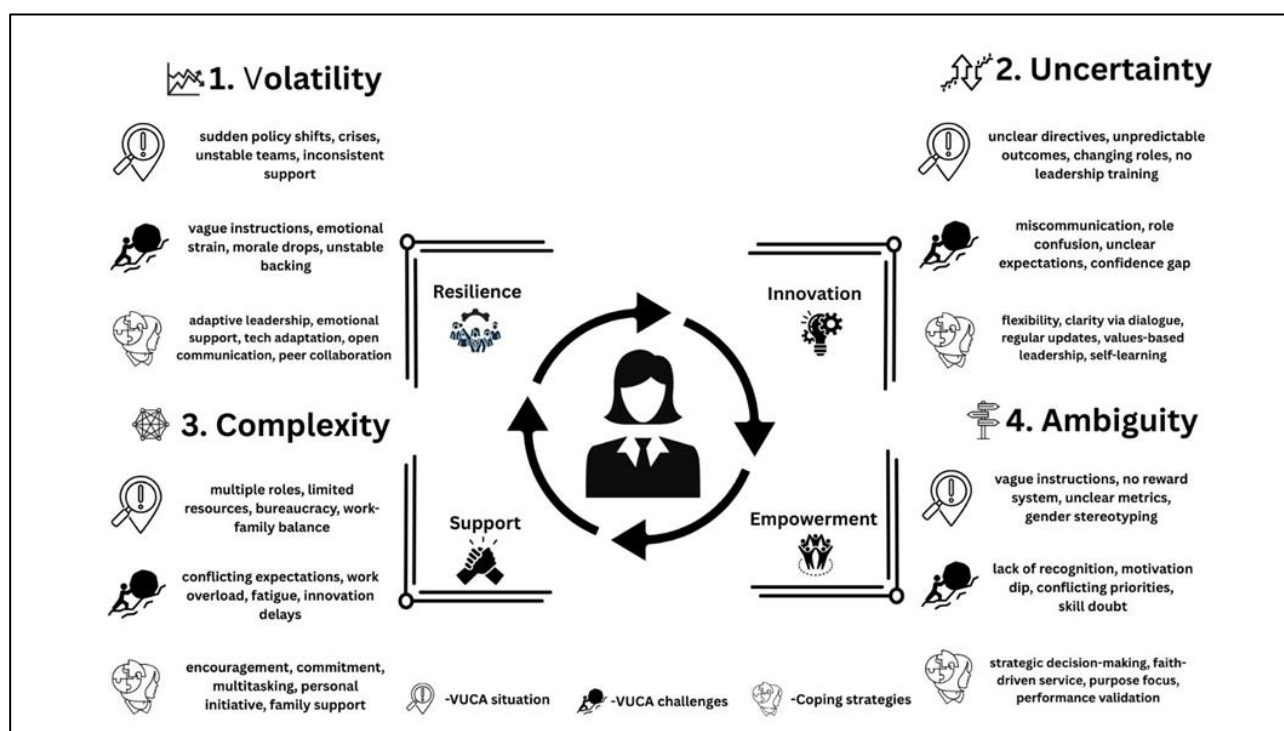 1. Volatility
sudden policy shifts, crises,
unstable teams, inconsistent
support
vague instructions, emotional
strain, morale drops, unstable
backing
adaptive leadership, emotional
support, tech adaptation, open
communication, peer collaboration
2. Uncertainty
unclear directives, unpredictable
outcomes, changing roles, no
leadership training
miscommunication, role
confusion, unclear
expectations, confidence gap
flexibility, clarity via dialogue,
regular updates, values-based
leadership, self-learning
Resilience
Innovation
Support
Empowerment
3. Complexity
multiple roles, limited
resources, bureaucracy, work-
family balance
conflicting expectations, work
overload, fatigue, innovation
delays
encouragement, commitment,
multitasking, personal
initiative, family support
4. Ambiguity
vague instructions, no reward
system, unclear metrics,
gender stereotyping
lack of recognition, motivation
dip, conflicting priorities,
skill doubt
strategic decision-making, faith-
driven service, purpose focus,
performance validation
-VUCA situation
-VUCA challenges
-Coping strategies